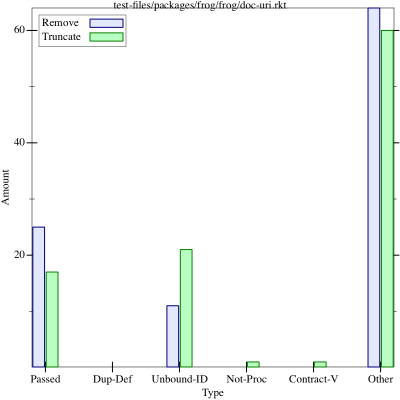 test-files/packages/frog/frog/doc-uri.rkt
Remove
Truncate
60
40
20
Amount
Passed Dup-Def Unbound-ID Not-Proc Contract-V Other
Type